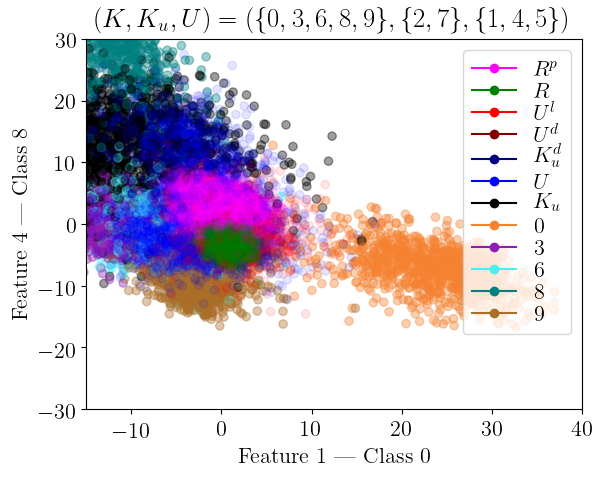 (K, K_u, U) = ({0, 3, 6, 8, 9}, {2, 7}, {1, 4, 5})
30
20
10
0
−10
−20
−30
Feature 4 — Class 8
R^p
R
U^l
U^d
K_u^d
U
K_u
0
3
6
8
9
−10
0
10
20
30
40
Feature 1 — Class 0